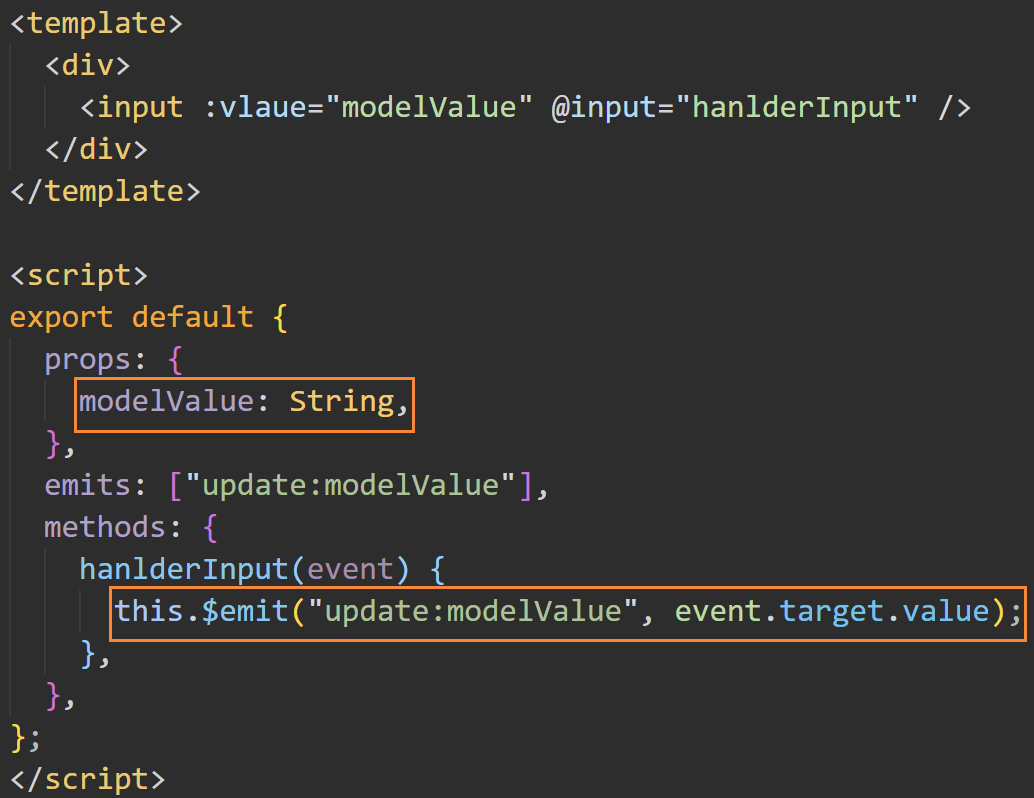 <template>
  <div>
    <input :vlaue="modelValue" @input="hanlderInput" />
  </div>
</template>

<script>
export default {
  props: {
    modelValue: String,
  },
  emits: ["update:modelValue"],
  methods: {
    hanlderInput(event) {
      this.$emit("update:modelValue", event.target.value);
    },
  },
};
</script>